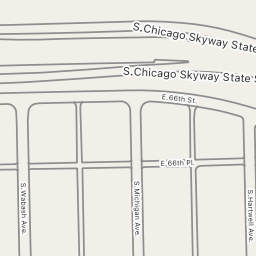 S.Chicago Skyway State
S.Chicago Skyway State S
E.66th St.
E.66th Pl.
S.Wabash Ave.
S.Michigan Ave.
S.Hartwell Ave.